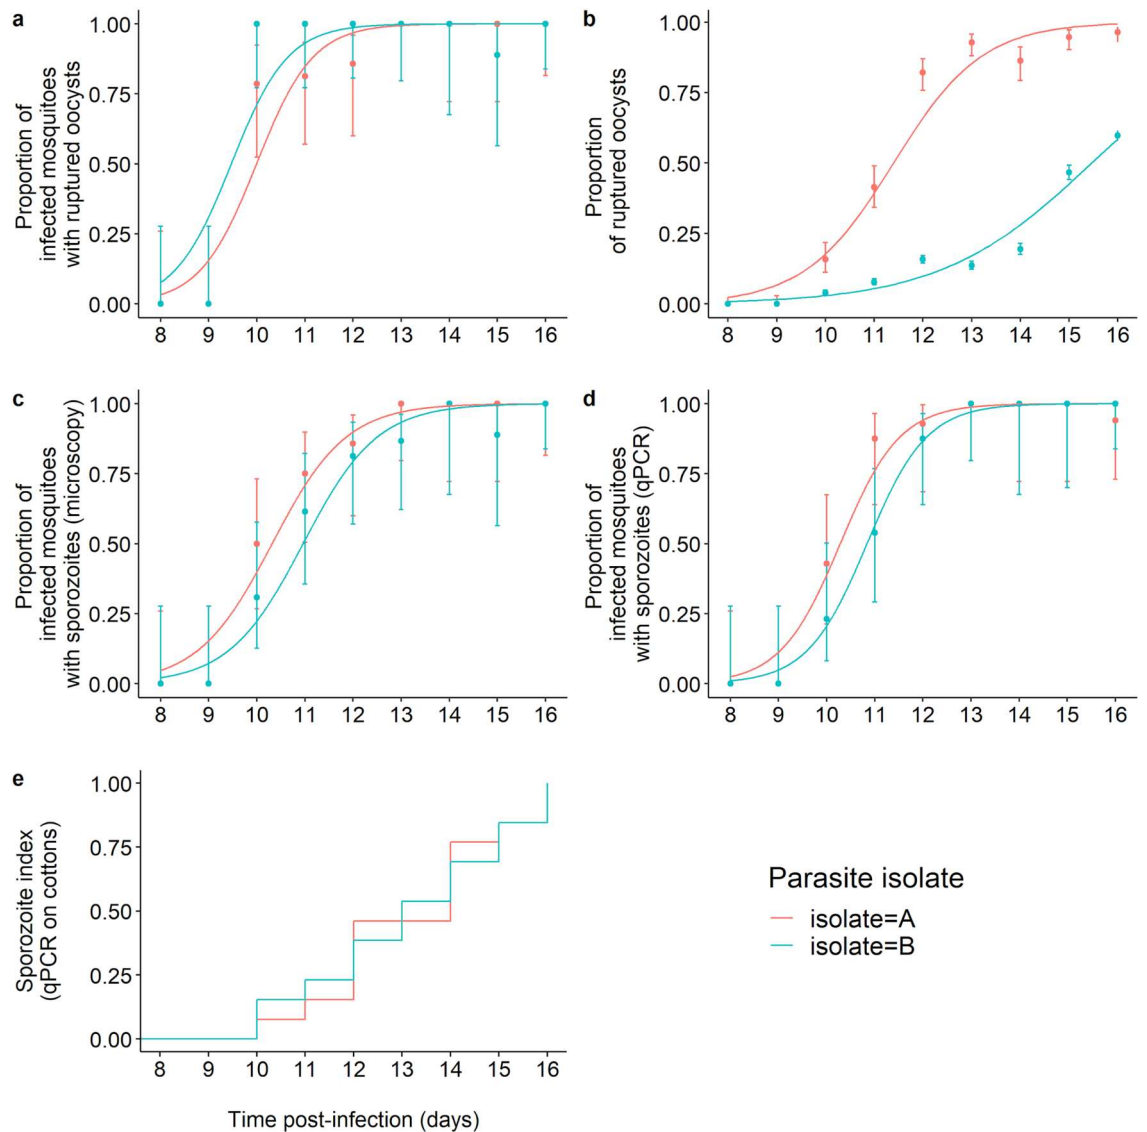 a
Proportion of
infected mosquitoes
with ruptured oocysts
1.00
0.75
0.50
0.25
0.00
8 9 10 11 12 13 14 15 16
b
Proportion
of ruptured oocysts
1.00
0.75
0.50
0.25
0.00
8 9 10 11 12 13 14 15 16
c
Proportion of
infected mosquitoes
with sporozoites (microscopy)
1.00
0.75
0.50
0.25
0.00
8 9 10 11 12 13 14 15 16
d
Proportion of
infected mosquitoes
with sporozoites (qPCR)
1.00
0.75
0.50
0.25
0.00
8 9 10 11 12 13 14 15 16
e
Sporozoite index
(qPCR on cottons)
1.00
0.75
0.50
0.25
0.00
8 9 10 11 12 13 14 15 16
Time post-infection (days)
Parasite isolate
isolate=A
isolate=B